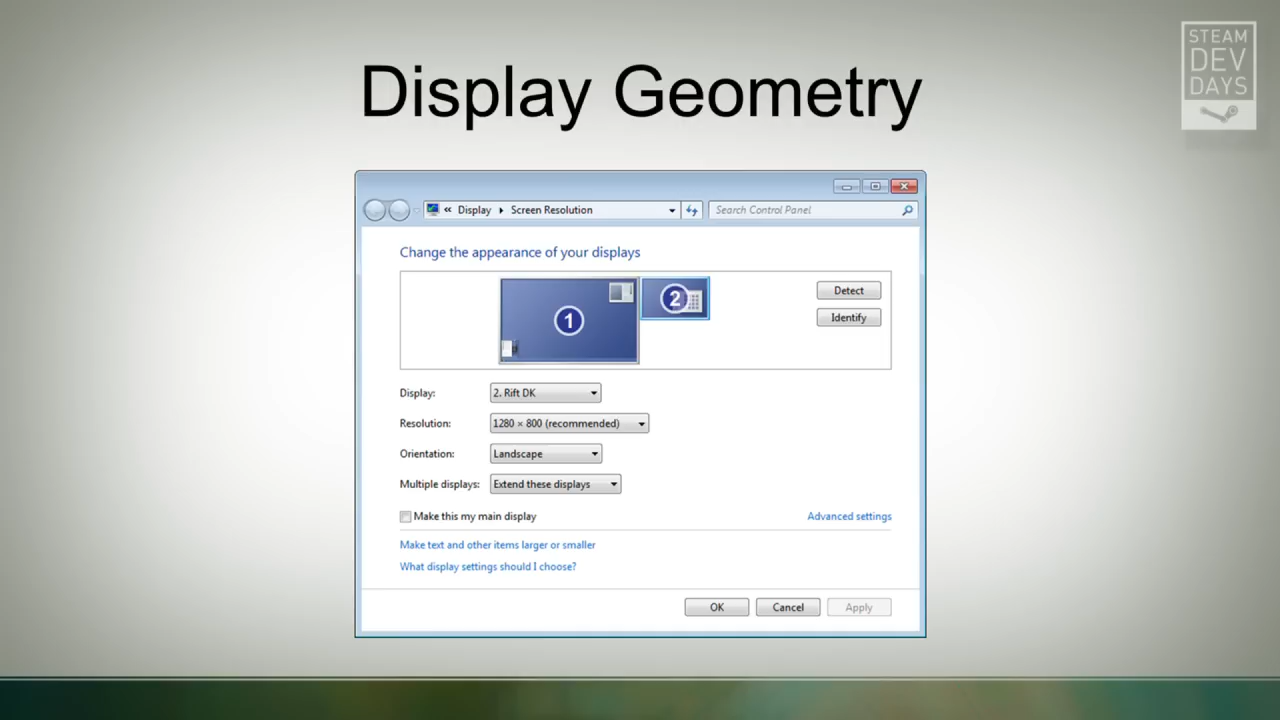 STEAM
DEV
DAYS
Display Geometry
« Display ▸ Screen Resolution
Search Control Panel
Change the appearance of your displays
1
2
Detect
Identify
Display: 2. Rift DK
Resolution: 1280 × 800 (recommended)
Orientation: Landscape
Multiple displays: Extend these displays
Make this my main display
Advanced settings
Make text and other items larger or smaller
What display settings should I choose?
OK Cancel Apply